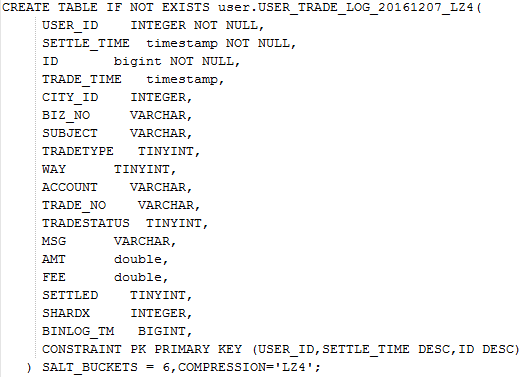 CREATE TABLE IF NOT EXISTS user.USER_TRADE_LOG_20161207_LZ4(
USER_ID INTEGER NOT NULL,
SETTLE_TIME timestamp NOT NULL,
ID bigint NOT NULL,
TRADE_TIME timestamp,
CITY_ID INTEGER,
BIZ_NO VARCHAR,
SUBJECT VARCHAR,
TRADETYPE TINYINT,
WAY TINYINT,
ACCOUNT VARCHAR,
TRADE_NO VARCHAR,
TRADESTATUS TINYINT,
MSG VARCHAR,
AMT double,
FEE double,
SETTLED TINYINT,
SHARDX INTEGER,
BINLOG_TM BIGINT,
CONSTRAINT PK PRIMARY KEY (USER_ID,SETTLE_TIME DESC,ID DESC)
) SALT_BUCKETS = 6,COMPRESSION='LZ4';